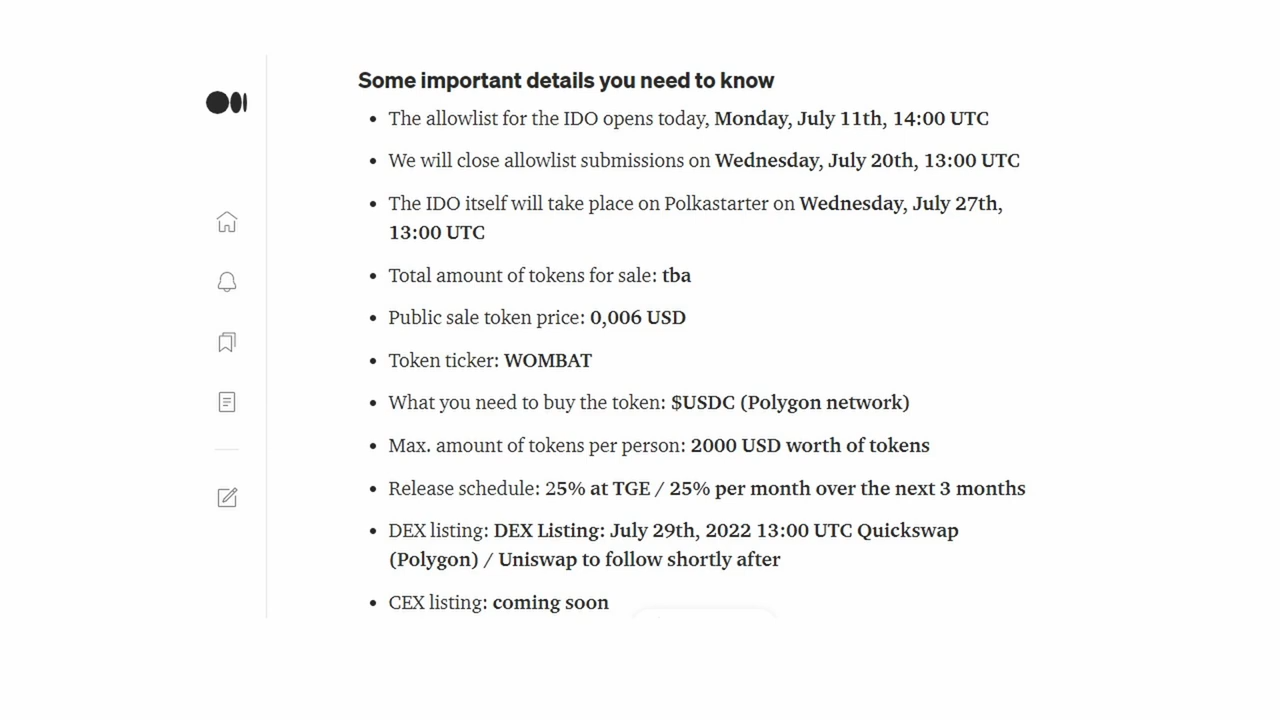 Some important details you need to know
• The allowlist for the IDO opens today, Monday, July 11th, 14:00 UTC
• We will close allowlist submissions on Wednesday, July 20th, 13:00 UTC
• The IDO itself will take place on Polkastarter on Wednesday, July 27th,
13:00 UTC
• Total amount of tokens for sale: tba
• Public sale token price: 0,006 USD
• Token ticker: WOMBAT
• What you need to buy the token: $USDC (Polygon network)
• Max. amount of tokens per person: 2000 USD worth of tokens
• Release schedule: 25% at TGE / 25% per month over the next 3 months
• DEX listing: DEX Listing: July 29th, 2022 13:00 UTC Quickswap
(Polygon) / Uniswap to follow shortly after
• CEX listing: coming soon